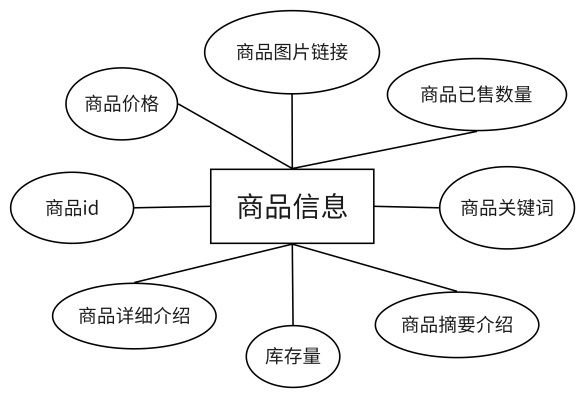 商品图片链接
商品已售数量
商品价格
商品id
商品信息
商品关键词
商品详细介绍
商品摘要介绍
库存量